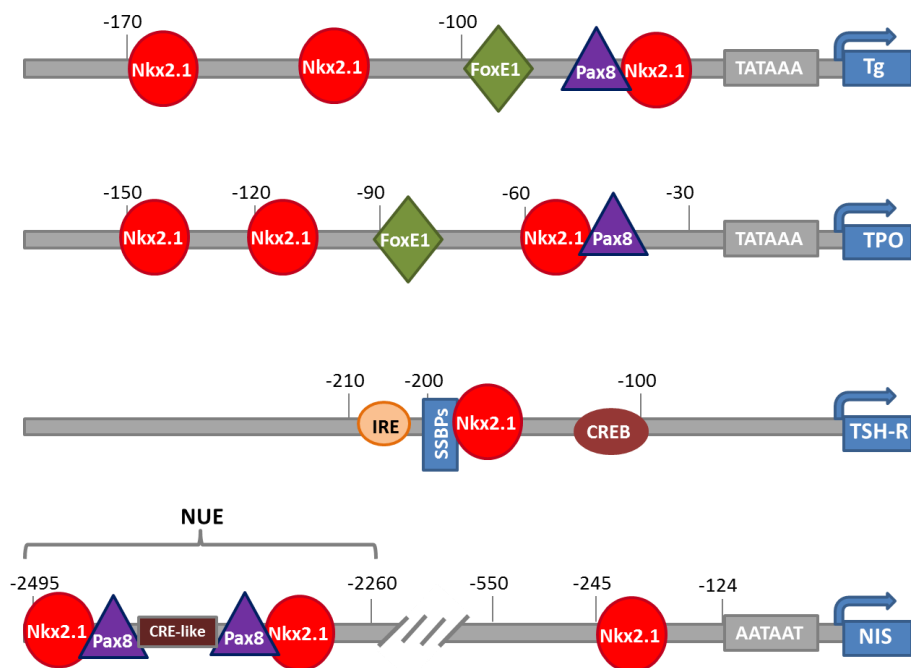 -170 -100
Nkx2.1 Nkx2.1 FoxE1 Pax8 Nkx2.1 TATAAA Tg
-150 -120 -90 -60 -30
Nkx2.1 Nkx2.1 FoxE1 Nkx2.1 Pax8 TATAAA TPO
-210 -200 -100
IRE SSBPs Nkx2.1 CREB TSH-R
NUE
-2495 -2260 -550 -245 -124
Nkx2.1 Pax8 CRE-like Pax8 Nkx2.1 Nkx2.1 AATAAT NIS